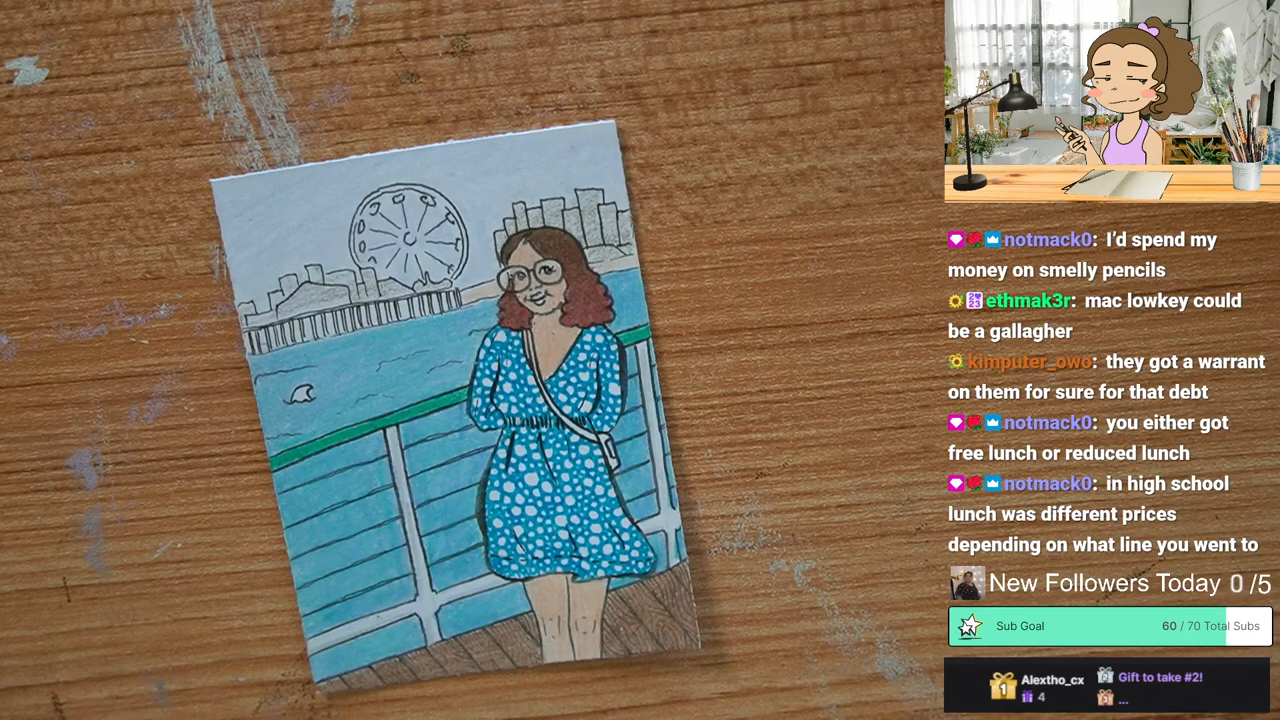 notmack0: I'd spend my
money on smelly pencils
ethmak3r: mac lowkey could
be a gallagher
kimputer_owo: they got a warrant
on them for sure for that debt
notmack0: you either got
free lunch or reduced lunch
notmack0: in high school
lunch was different prices
depending on what line you went to
New Followers Today 0 /5
Sub Goal 60 / 70 Total Subs
1 Alextho_cx 4
2 Gift to take #2!
3 ...